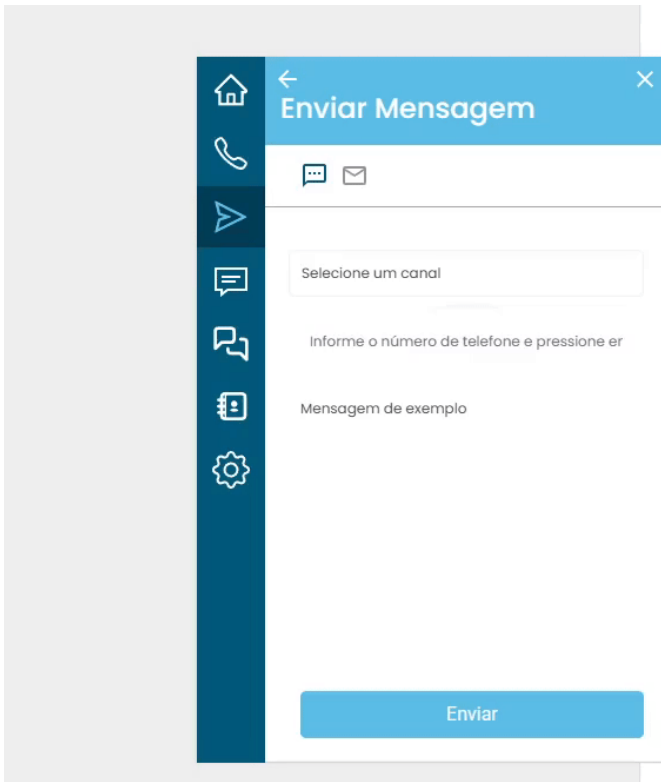 Enviar Mensagem
Selecione um canal
Informe o número de telefone e pressione er
Mensagem de exemplo
Enviar